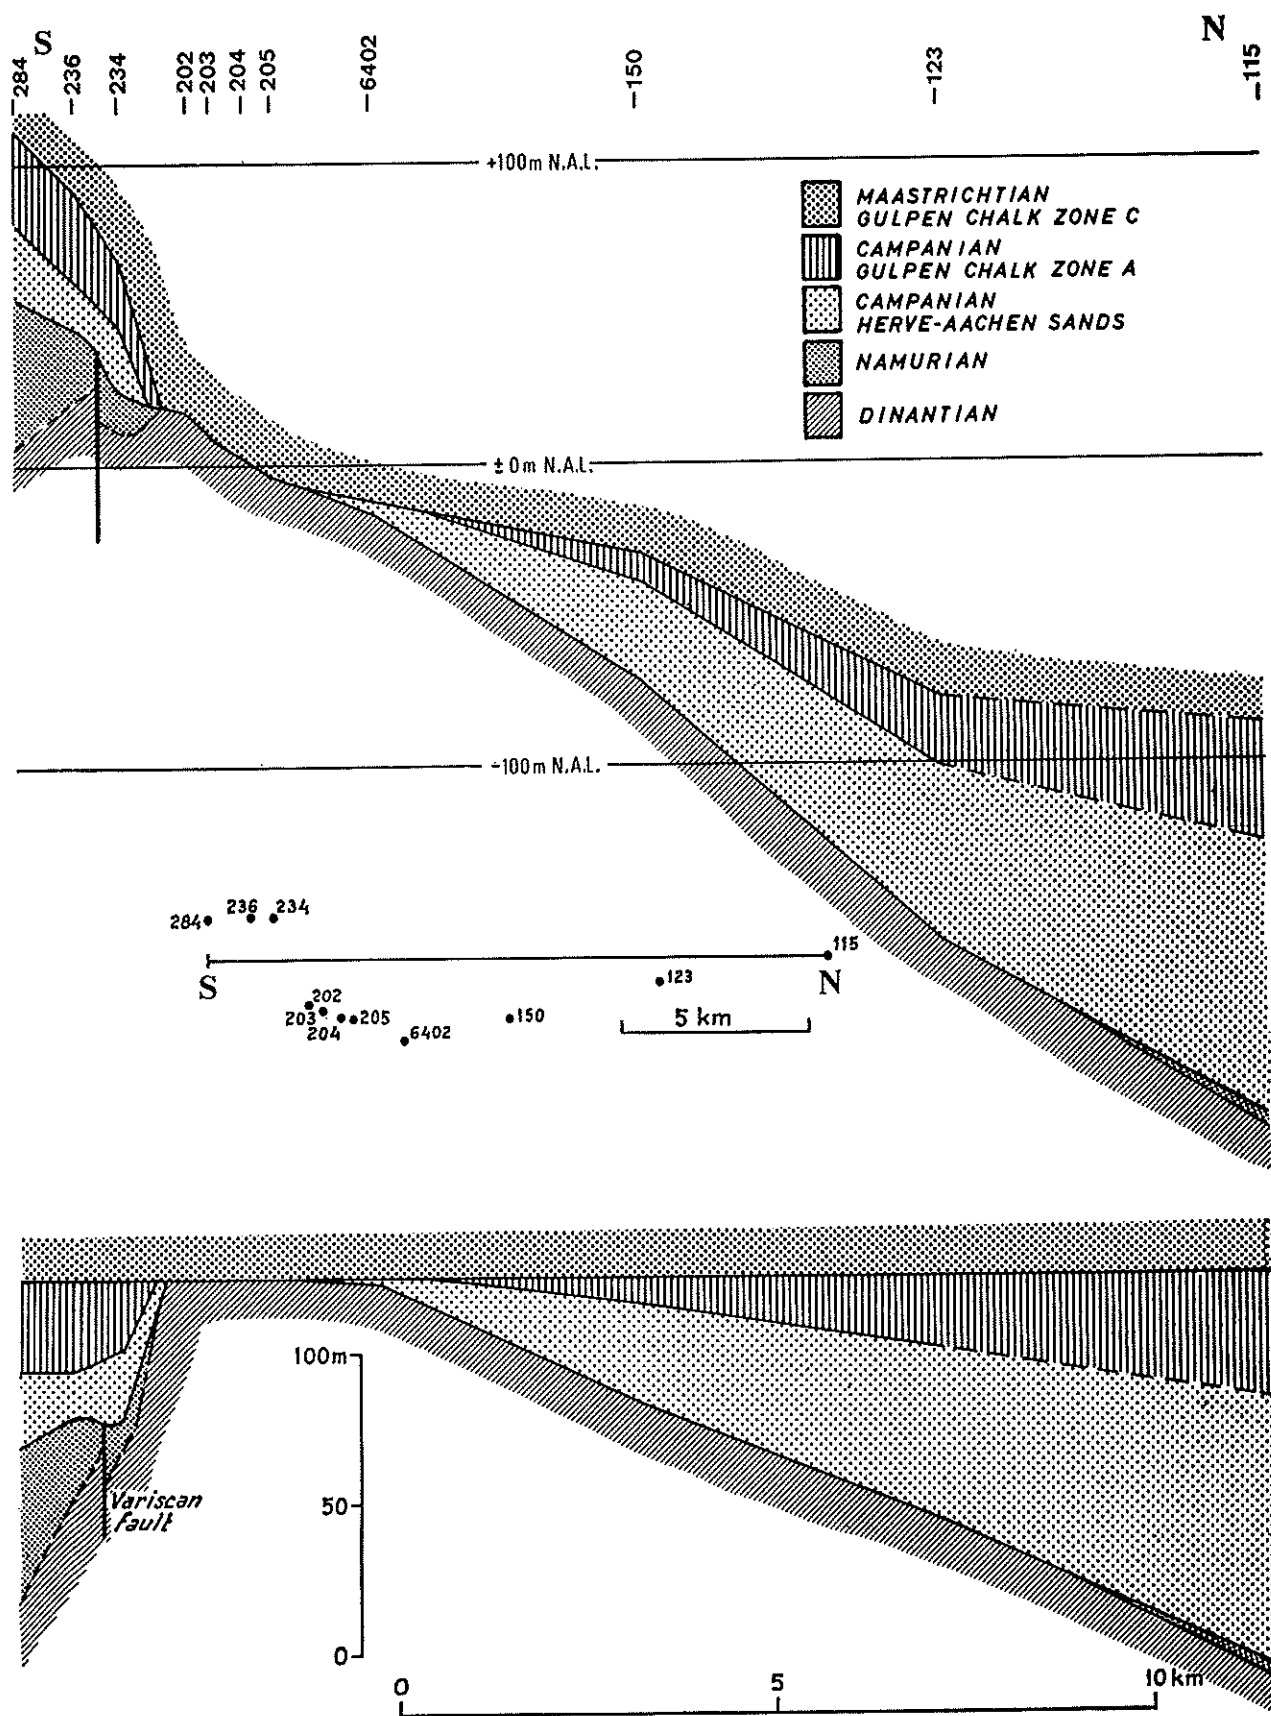 S
N
-284
-236
-234
-202
-203
-204
-205
-6402
-150
-123
-115
+100m N.A.L.
MAASTRICHTIAN
GULPEN CHALK ZONE C
CAMPANIAN
GULPEN CHALK ZONE A
CAMPANIAN
HERVE-AACHEN SANDS
NAMURIAN
DINANTIAN
±0m N.A.L.
-100m N.A.L.
284
236
234
115
S
N
123
202
203
204
205
6402
150
5 km
100m
50
0
Variscan
fault
0
5
10 km